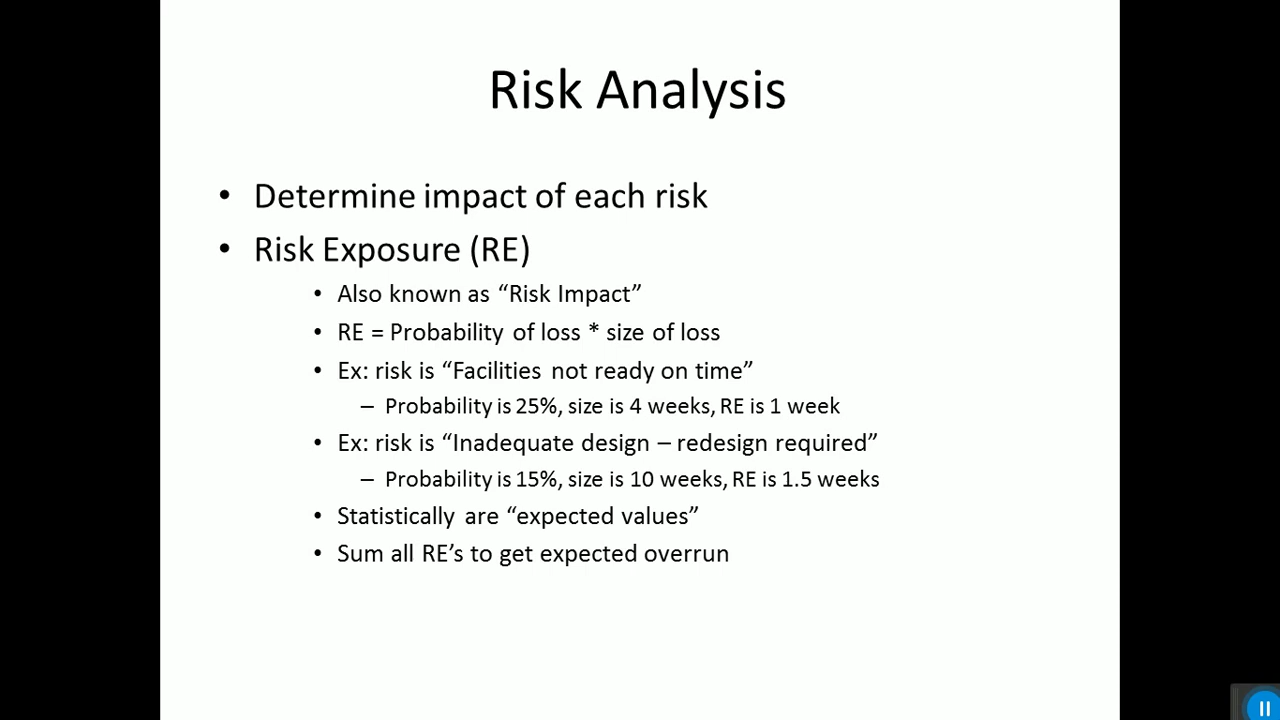 Risk Analysis
• Determine impact of each risk
• Risk Exposure (RE)
• Also known as “Risk Impact”
• RE = Probability of loss * size of loss
• Ex: risk is “Facilities not ready on time”
– Probability is 25%, size is 4 weeks, RE is 1 week
• Ex: risk is “Inadequate design – redesign required”
– Probability is 15%, size is 10 weeks, RE is 1.5 weeks
• Statistically are “expected values”
• Sum all RE’s to get expected overrun